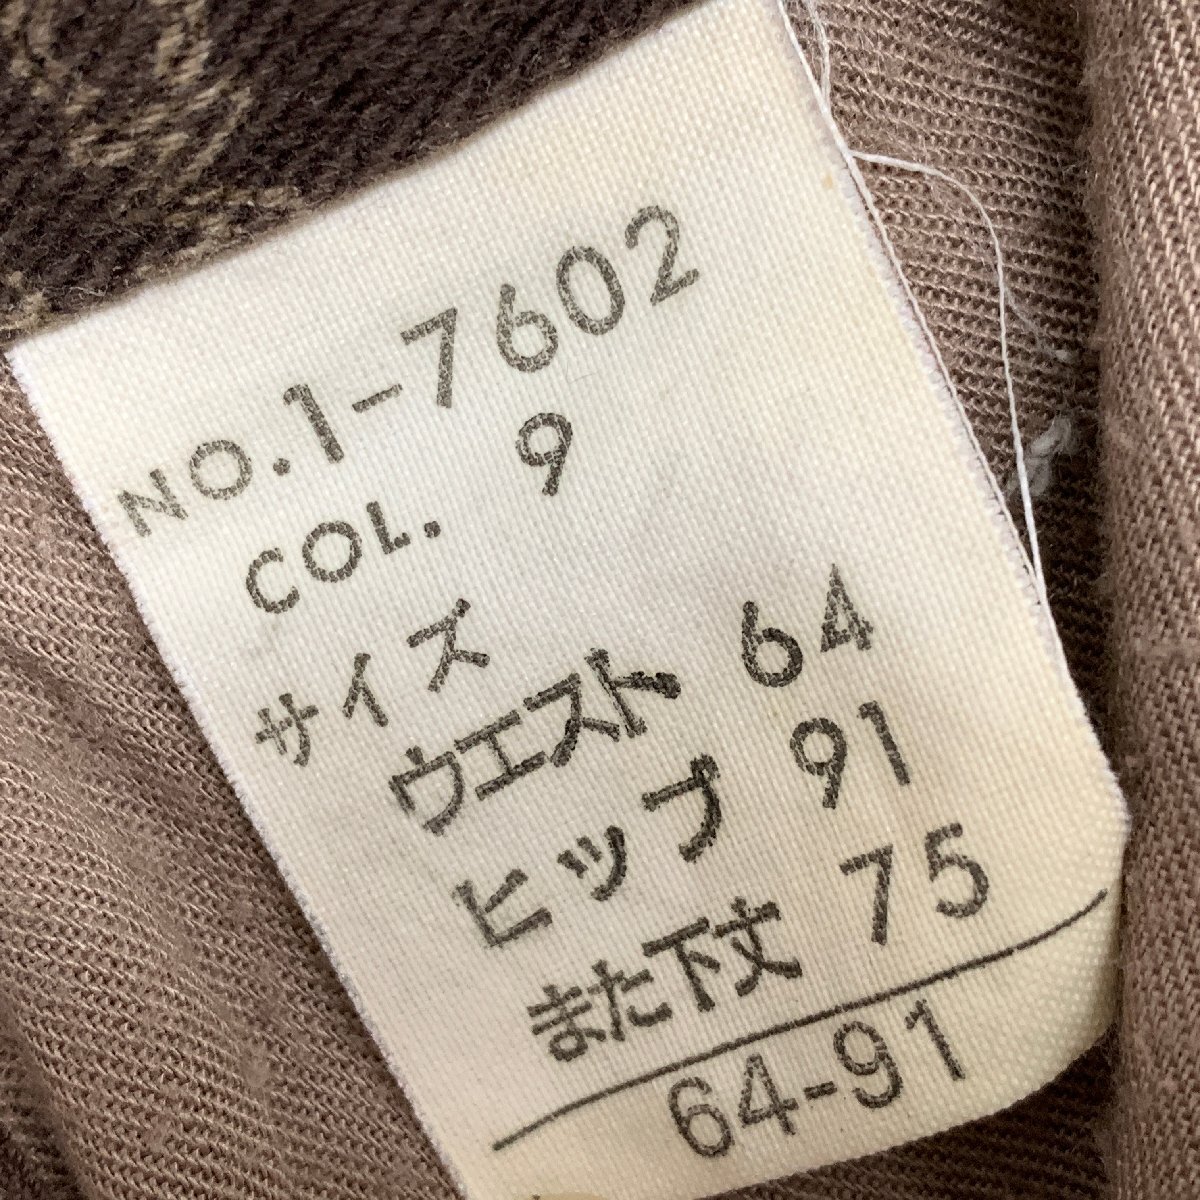 NO.1-7602
COL. 9
サイズ
ウエスト 64
ヒップ 91
また下丈 75
64-91